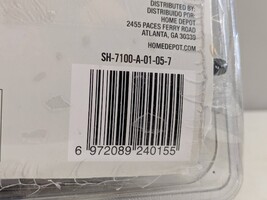 DISTRIBUTED BY:
DISTRIBUIDO POR:
HOME DEPOT
2455 PACES FERRY ROAD
ATLANTA, GA 30339
HOMEDEPOT.COM
SH-7100-A-01-05-7
6 972089 240155